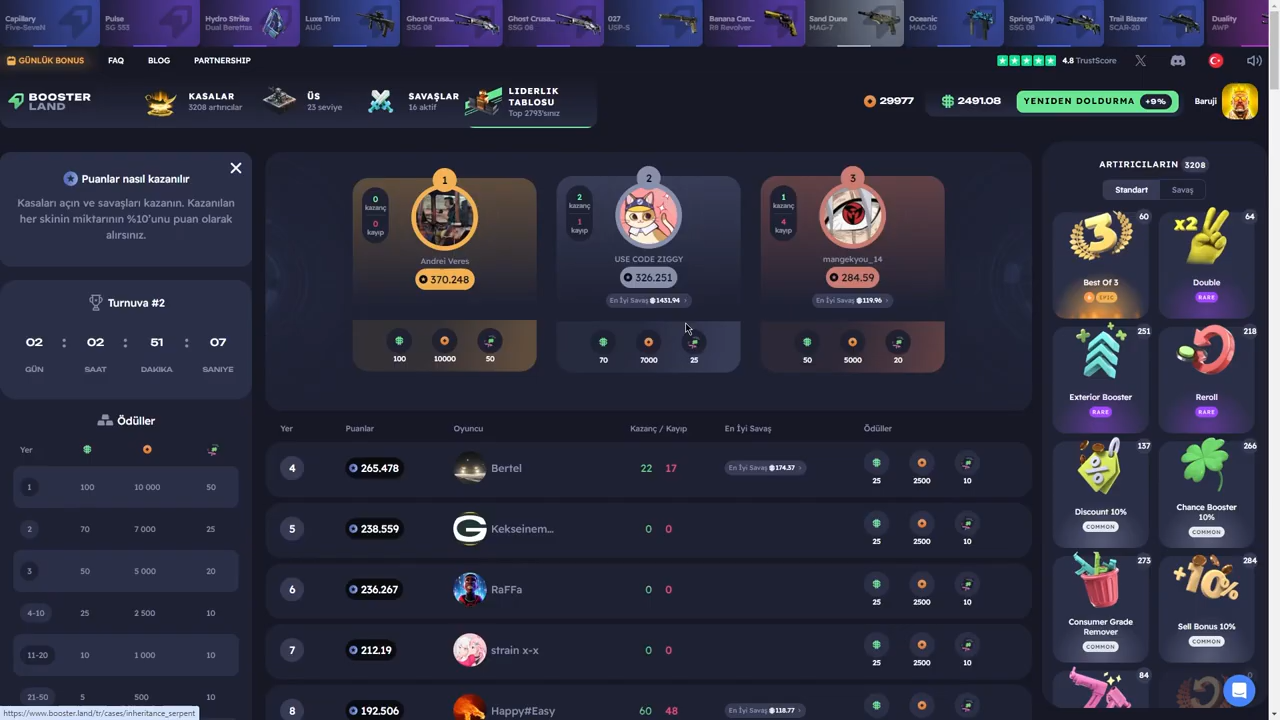 Capillary
Five-SeveN
Pulse
SG 553
Hydro Strike
Dual Berettas
Luxe Trim
AUG
Ghost Crusa...
SSG 08
Ghost Crusa...
SSG 08
027
USP-S
Banana Can...
R8 Revolver
Sand Dune
MAG-7
Oceanic
MAC-10
Spring Twilly
SSG 08
Trail Blazer
SCAR-20
Duality
AWP
GÜNLÜK BONUS
FAQ
BLOG
PARTNERSHIP
4.8 TrustScore
BOOSTER
LAND
KASALAR
3208 artırıcılar
ÜS
23 seviye
SAVAŞLAR
16 aktif
LIDERLIK
TABLOSU
Top 2793'sınız
29977
2491.08
YENIDEN DOLDURMA +9%
Baruji
Puanlar nasıl kazanılır
Kasaları açın ve savaşları kazanın. Kazanılan
her skinin miktarının %10'unu puan olarak
alırsınız.
Turnuva #2
02 : 02 : 51 : 07
GÜN SAAT DAKIKA SANIYE
Ödüller
Yer
1 100 10 000 50
2 70 7 000 25
3 50 5 000 20
4-10 25 2 500 10
11-20 10 1 000 10
21-50 5 500 10
1
0
kazanç
0
kayıp
Andrei Veres
370.248
100 10000 50
2
2
kazanç
1
kayıp
USE CODE ZIGGY
326.251
En İyi Savaş 1431.94 ›
70 7000 25
3
1
kazanç
4
kayıp
mangekyou_14
284.59
En İyi Savaş 119.96 ›
50 5000 20
Yer Puanlar Oyuncu Kazanç / Kayıp En İyi Savaş Ödüller
4 265.478 Bertel 22 17 En İyi Savaş 174.37 ›
25 2500 10
5 238.559 Kekseinem... 0 0
25 2500 10
6 236.267 RaFFa 0 0
25 2500 10
7 212.19 strain x-x 0 0
25 2500 10
8 192.506 Happy#Easy 60 48 En İyi Savaş 118.77 ›
ARTIRICILARIN 3208
Standart Savaş
60
3
Best Of 3
EPIC
64
x2
Double
RARE
251
Exterior Booster
RARE
218
Reroll
RARE
137
%
Discount 10%
COMMON
266
Chance Booster
10%
COMMON
273
Consumer Grade
Remover
COMMON
284
+10%
Sell Bonus 10%
COMMON
84
0
https://www.booster.land/tr/cases/inheritance_serpent